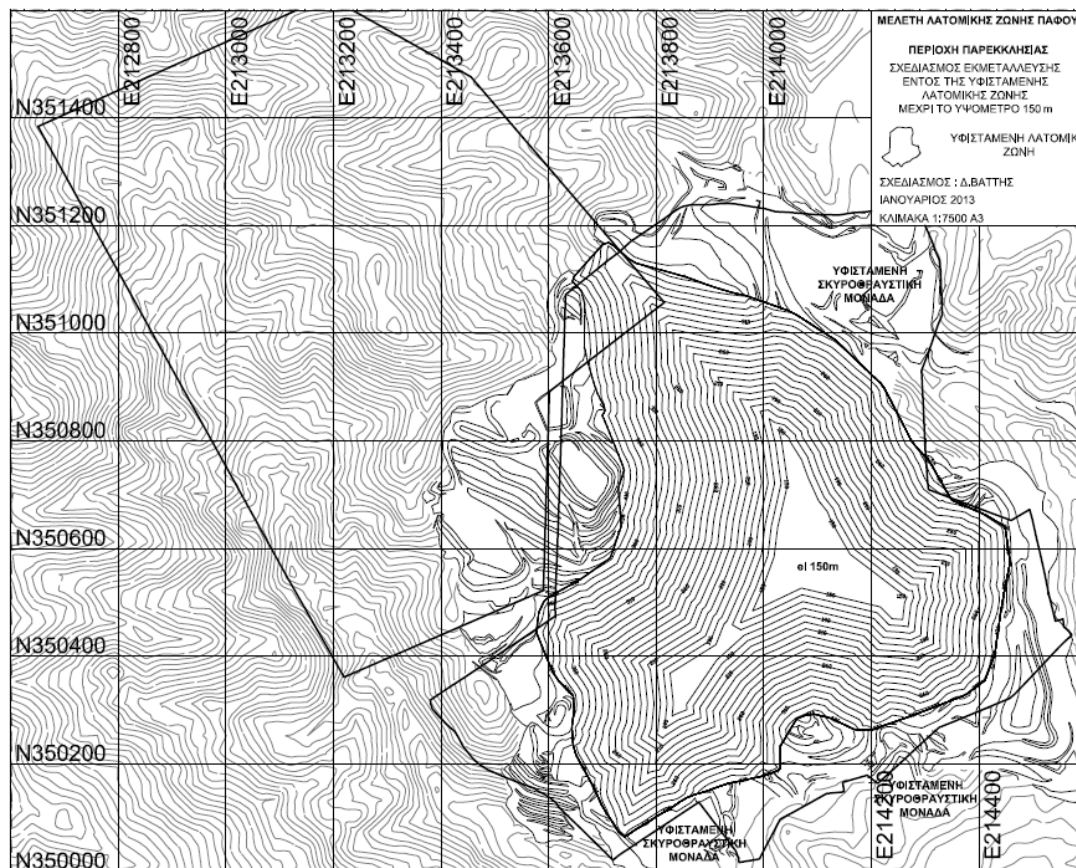 ΜΕΛΕΤΗ ΛΑΤΟΜΙΚΗΣ ΖΩΝΗΣ ΠΑΦΟΥ
ΠΕΡΙΟΧΗ ΠΑΡΕΚΚΛΗΣΙΑΣ
ΣΧΕΔΙΑΣΜΟΣ ΕΚΜΕΤΑΛΛΕΥΣΗΣ
ΕΝΤΟΣ ΤΗΣ ΥΦΙΣΤΑΜΕΝΗΣ
ΛΑΤΟΜΙΚΗΣ ΖΩΝΗΣ
ΜΕΧΡΙ ΤΟ ΥΨΟΜΕΤΡΟ 150 m
ΥΦΙΣΤΑΜΕΝΗ ΛΑΤΟΜΙΚ
ΖΩΝΗ
ΣΧΕΔΙΑΣΜΟΣ : Δ.ΒΑΤΤΗΣ
ΙΑΝΟΥΑΡΙΟΣ 2013
ΚΛΙΜΑΚΑ 1:7500 Α3
E212800
E213000
E213200
E213400
E213600
E213800
E214000
N351400
N351200
ΥΦΙΣΤΑΜΕΝΗ
ΣΚΥΡΟΘΡΑΥΣΤΙΚΗ
ΜΟΝΑΔΑ
N351000
N350800
N350600
el 150m
N350400
N350200
E214200
E214400
ΥΦΙΣΤΑΜΕΝΗ
ΣΚΥΡΟΘΡΑΥΣΤΙΚΗ
ΜΟΝΑΔΑ
ΥΦΙΣΤΑΜΕΝΗ
ΣΚΥΡΟΘΡΑΥΣΤΙΚΗ
ΜΟΝΑΔΑ
N350000